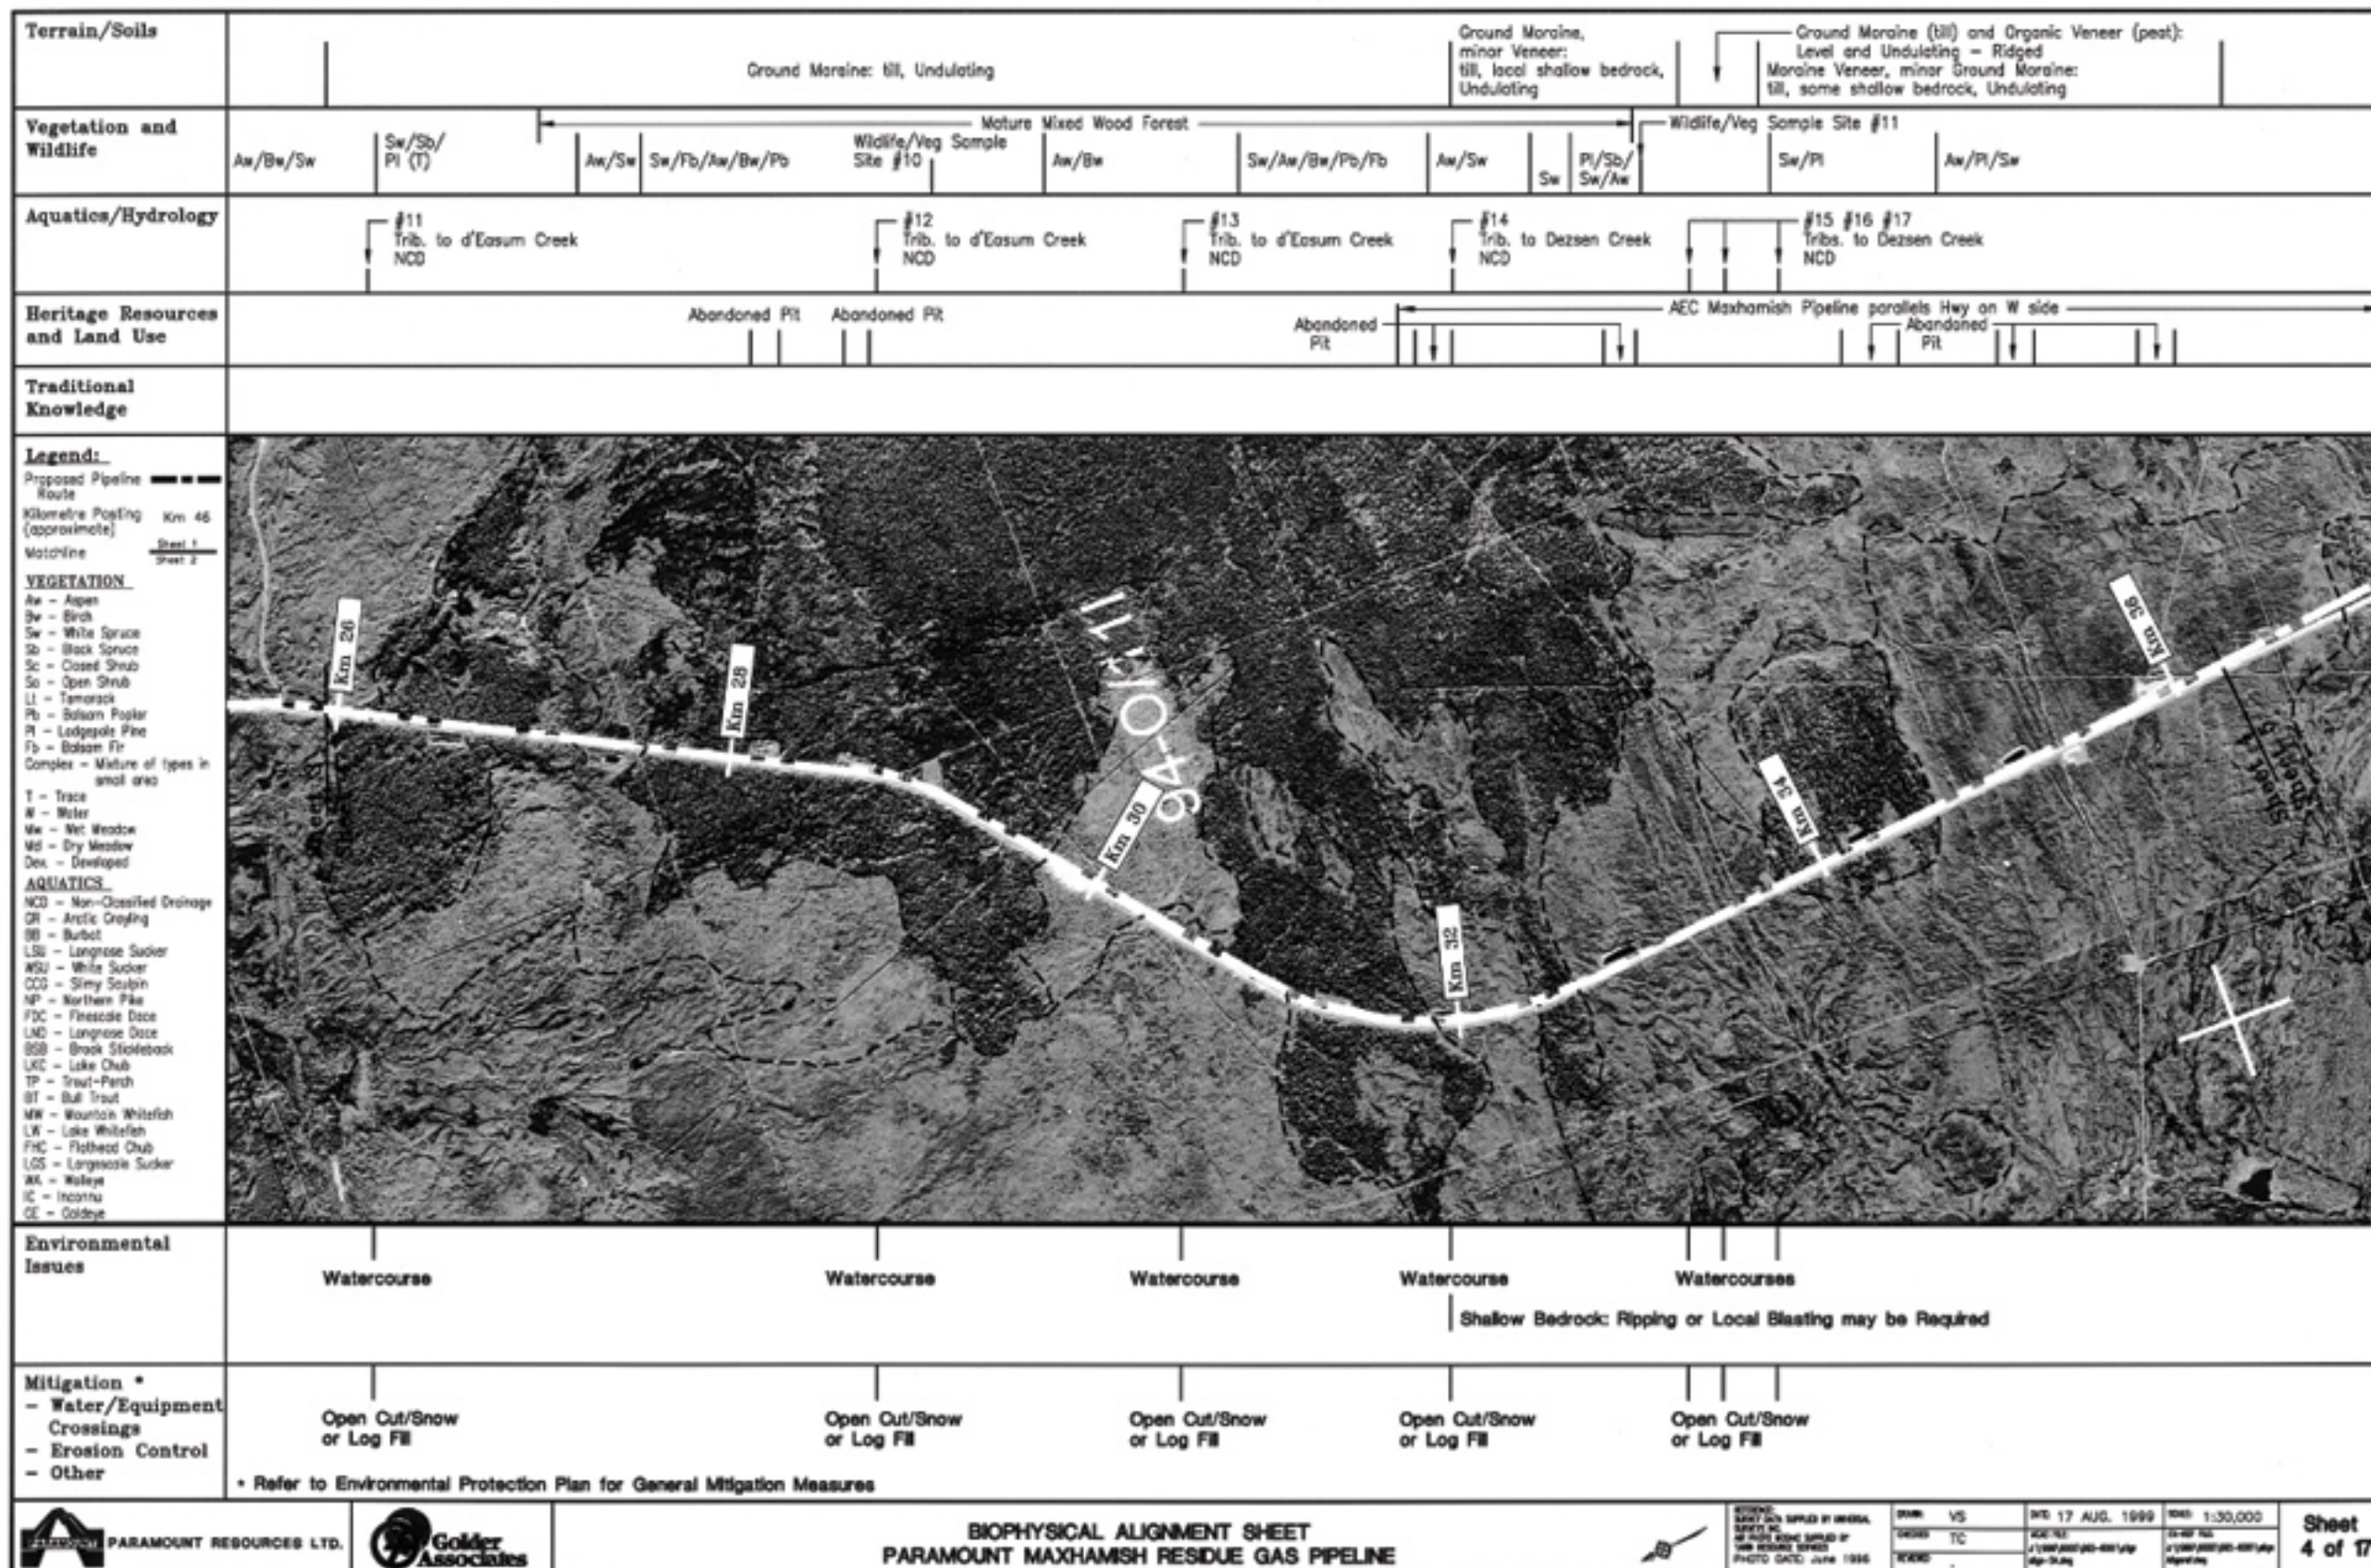 Terrain/Soils
Ground Moraine: till, Undulating
Ground Moraine,
minor Veneer:
till, local shallow bedrock,
Undulating
Ground Moraine (till) and Organic Veneer (peat):
Level and Undulating – Ridged
Moraine Veneer, minor Ground Moraine:
till, some shallow bedrock, Undulating
Vegetation and
Wildlife
Mature Mixed Wood Forest
Wildlife/Veg Sample Site #11
Aw/Bw/Sw
Sw/Sb/
Pl (T)
Aw/Sw
Sw/Fb/Aw/Bw/Pb
Wildlife/Veg Sample
Site #10
Aw/Bw
Sw/Aw/Bw/Pb/Fb
Aw/Sw
Sw
Pl/Sb/
Sw/Aw
Sw/Pl
Aw/Pl/Sw
Aquatics/Hydrology
#11
Trib. to d'Easum Creek
NCD
#12
Trib. to d'Easum Creek
NCD
#13
Trib. to d'Easum Creek
NCD
#14
Trib. to Dezsen Creek
NCD
#15 #16 #17
Tribs. to Dezsen Creek
NCD
Heritage Resources
and Land Use
Abandoned Pit
Abandoned Pit
Abandoned
Pit
AEC Maxhamish Pipeline parallels Hwy on W side
Abandoned
Pit
Traditional
Knowledge
Legend:
Proposed Pipeline
Route
Kilometre Posting
(approximate)
Km 46
Matchline
Sheet 1
Sheet 2
VEGETATION
Aw – Aspen
Bw – Birch
Sw – White Spruce
Sb – Black Spruce
Sc – Closed Shrub
So – Open Shrub
Lt – Tamarack
Pb – Balsam Poplar
Pl – Lodgepole Pine
Fb – Balsam Fir
Complex – Mixture of types in
small area
T – Trace
W – Water
Mw – Wet Meadow
Md – Dry Meadow
Dev. – Developed
AQUATICS
NCD – Non-Classified Drainage
GR – Arctic Grayling
BB – Burbot
LSU – Longnose Sucker
WSU – White Sucker
CCG – Slimy Sculpin
NP – Northern Pike
FDC – Finescale Dace
LND – Longnose Dace
BSB – Brook Stickleback
LKC – Lake Chub
TP – Trout-Perch
BT – Bull Trout
MW – Mountain Whitefish
LW – Lake Whitefish
FHC – Flathead Chub
LGS – Largescale Sucker
WA – Walleye
IC – Inconnu
GE – Goldeye
Km 26
Km 28
Km 30
94-O
Km 32
Km 34
Km 36
Sheet 5
Environmental
Issues
Watercourse
Watercourse
Watercourse
Watercourse
Watercourses
Shallow Bedrock: Ripping or Local Blasting may be Required
Mitigation *
– Water/Equipment
Crossings
– Erosion Control
– Other
Open Cut/Snow
or Log Fill
Open Cut/Snow
or Log Fill
Open Cut/Snow
or Log Fill
Open Cut/Snow
or Log Fill
Open Cut/Snow
or Log Fill
* Refer to Environmental Protection Plan for General Mitigation Measures
PARAMOUNT RESOURCES LTD.
Golder
Associates
BIOPHYSICAL ALIGNMENT SHEET
PARAMOUNT MAXHAMISH RESIDUE GAS PIPELINE
VS
TC
17 AUG. 1999
1:30,000
Sheet
4 of 17